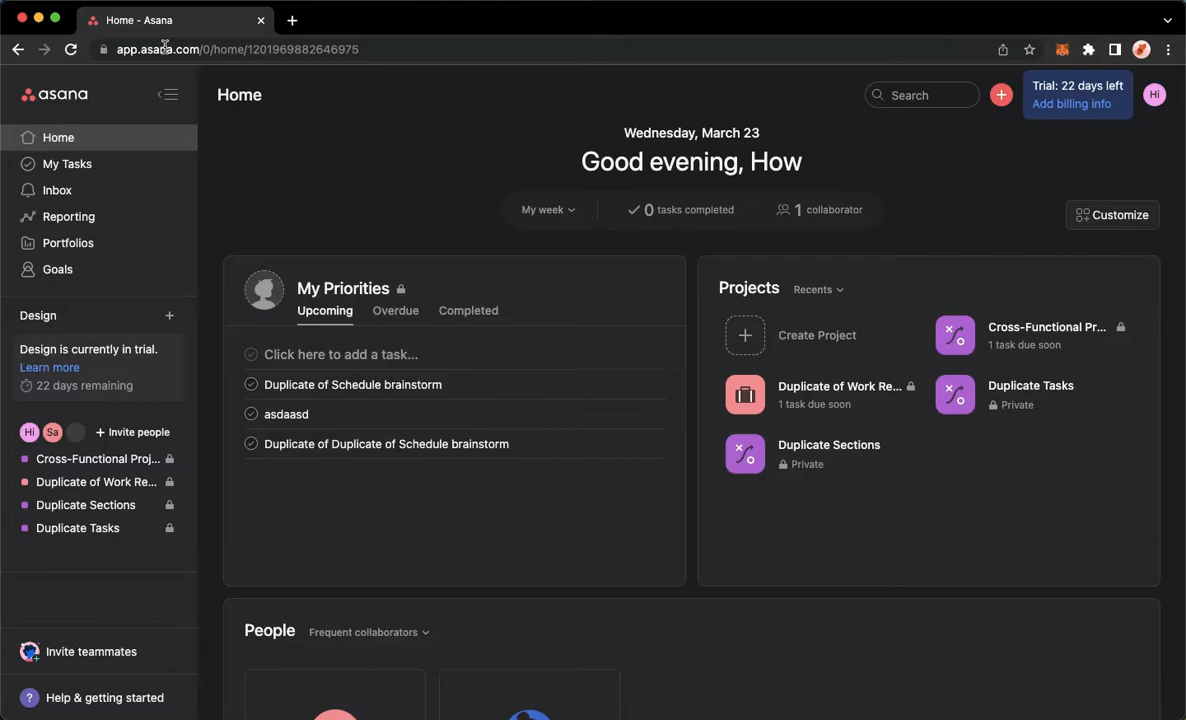 Home - Asana
app.asana.com/0/home/1201969882646975
asana
Home
Search
Trial: 22 days left
Add billing info
Hi
Home
My Tasks
Inbox
Reporting
Portfolios
Goals
Wednesday, March 23
Good evening, How
My week
0 tasks completed
1 collaborator
Customize
Design
Design is currently in trial.
Learn more
22 days remaining
Hi
Sa
Invite people
Cross-Functional Proj...
Duplicate of Work Re...
Duplicate Sections
Duplicate Tasks
Invite teammates
? Help & getting started
My Priorities
Upcoming
Overdue
Completed
Click here to add a task...
Duplicate of Schedule brainstorm
asdaasd
Duplicate of Duplicate of Schedule brainstorm
Projects
Recents
Create Project
Cross-Functional Pr...
1 task due soon
Duplicate of Work Re...
1 task due soon
Duplicate Tasks
Private
Duplicate Sections
Private
People
Frequent collaborators